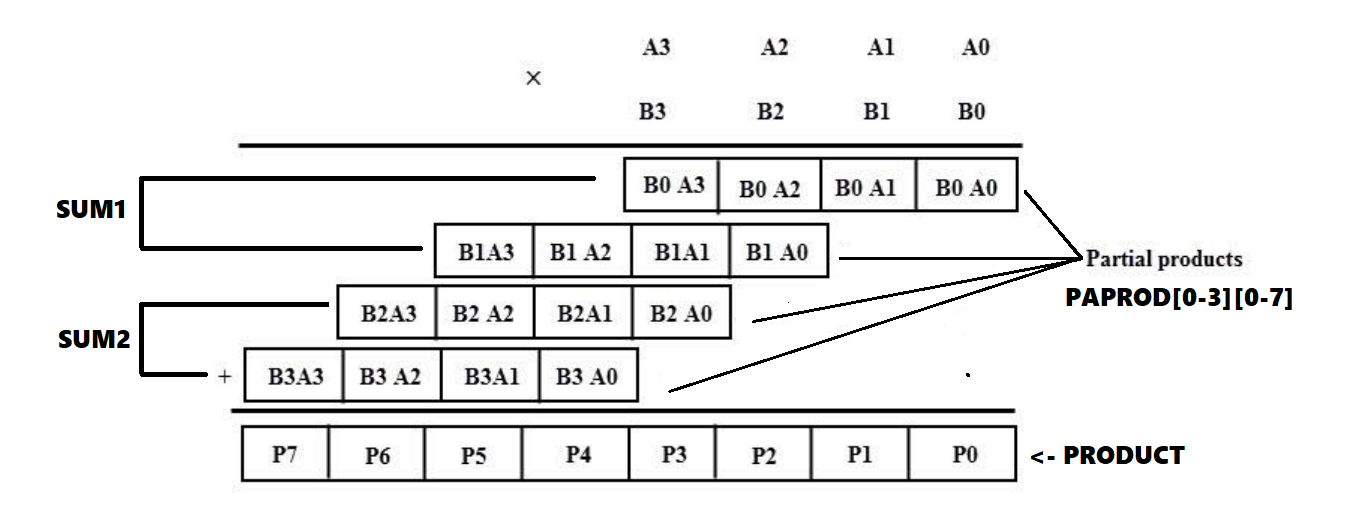 A3 A2 A1 A0
×
B3 B2 B1 B0
B0 A3 B0 A2 B0 A1 B0 A0
SUM1
B1A3 B1 A2 B1A1 B1 A0
Partial products
PAPROD[0-3][0-7]
B2A3 B2 A2 B2A1 B2 A0
SUM2
+ B3A3 B3 A2 B3A1 B3 A0
P7 P6 P5 P4 P3 P2 P1 P0 <- PRODUCT